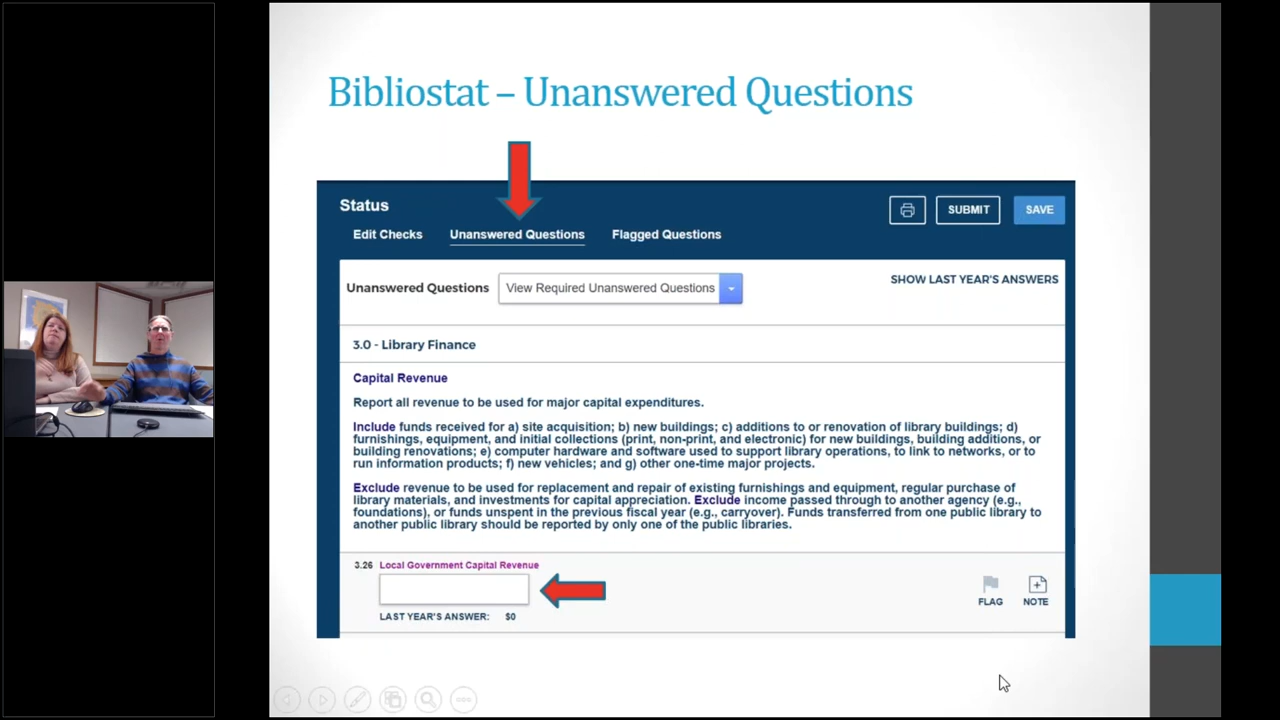 Bibliostat – Unanswered Questions
Status
SUBMIT
SAVE
Edit Checks
Unanswered Questions
Flagged Questions
Unanswered Questions
View Required Unanswered Questions
SHOW LAST YEAR'S ANSWERS
3.0 - Library Finance
Capital Revenue
Report all revenue to be used for major capital expenditures.
Include funds received for a) site acquisition; b) new buildings; c) additions to or renovation of library buildings; d)
furnishings, equipment, and initial collections (print, non-print, and electronic) for new buildings, building additions, or
building renovations; e) computer hardware and software used to support library operations, to link to networks, or to
run information products; f) new vehicles; and g) other one-time major projects.
Exclude revenue to be used for replacement and repair of existing furnishings and equipment, regular purchase of
library materials, and investments for capital appreciation. Exclude income passed through to another agency (e.g.,
foundations), or funds unspent in the previous fiscal year (e.g., carryover). Funds transferred from one public library to
another public library should be reported by only one of the public libraries.
3.26 Local Government Capital Revenue
FLAG
NOTE
LAST YEAR'S ANSWER: $0